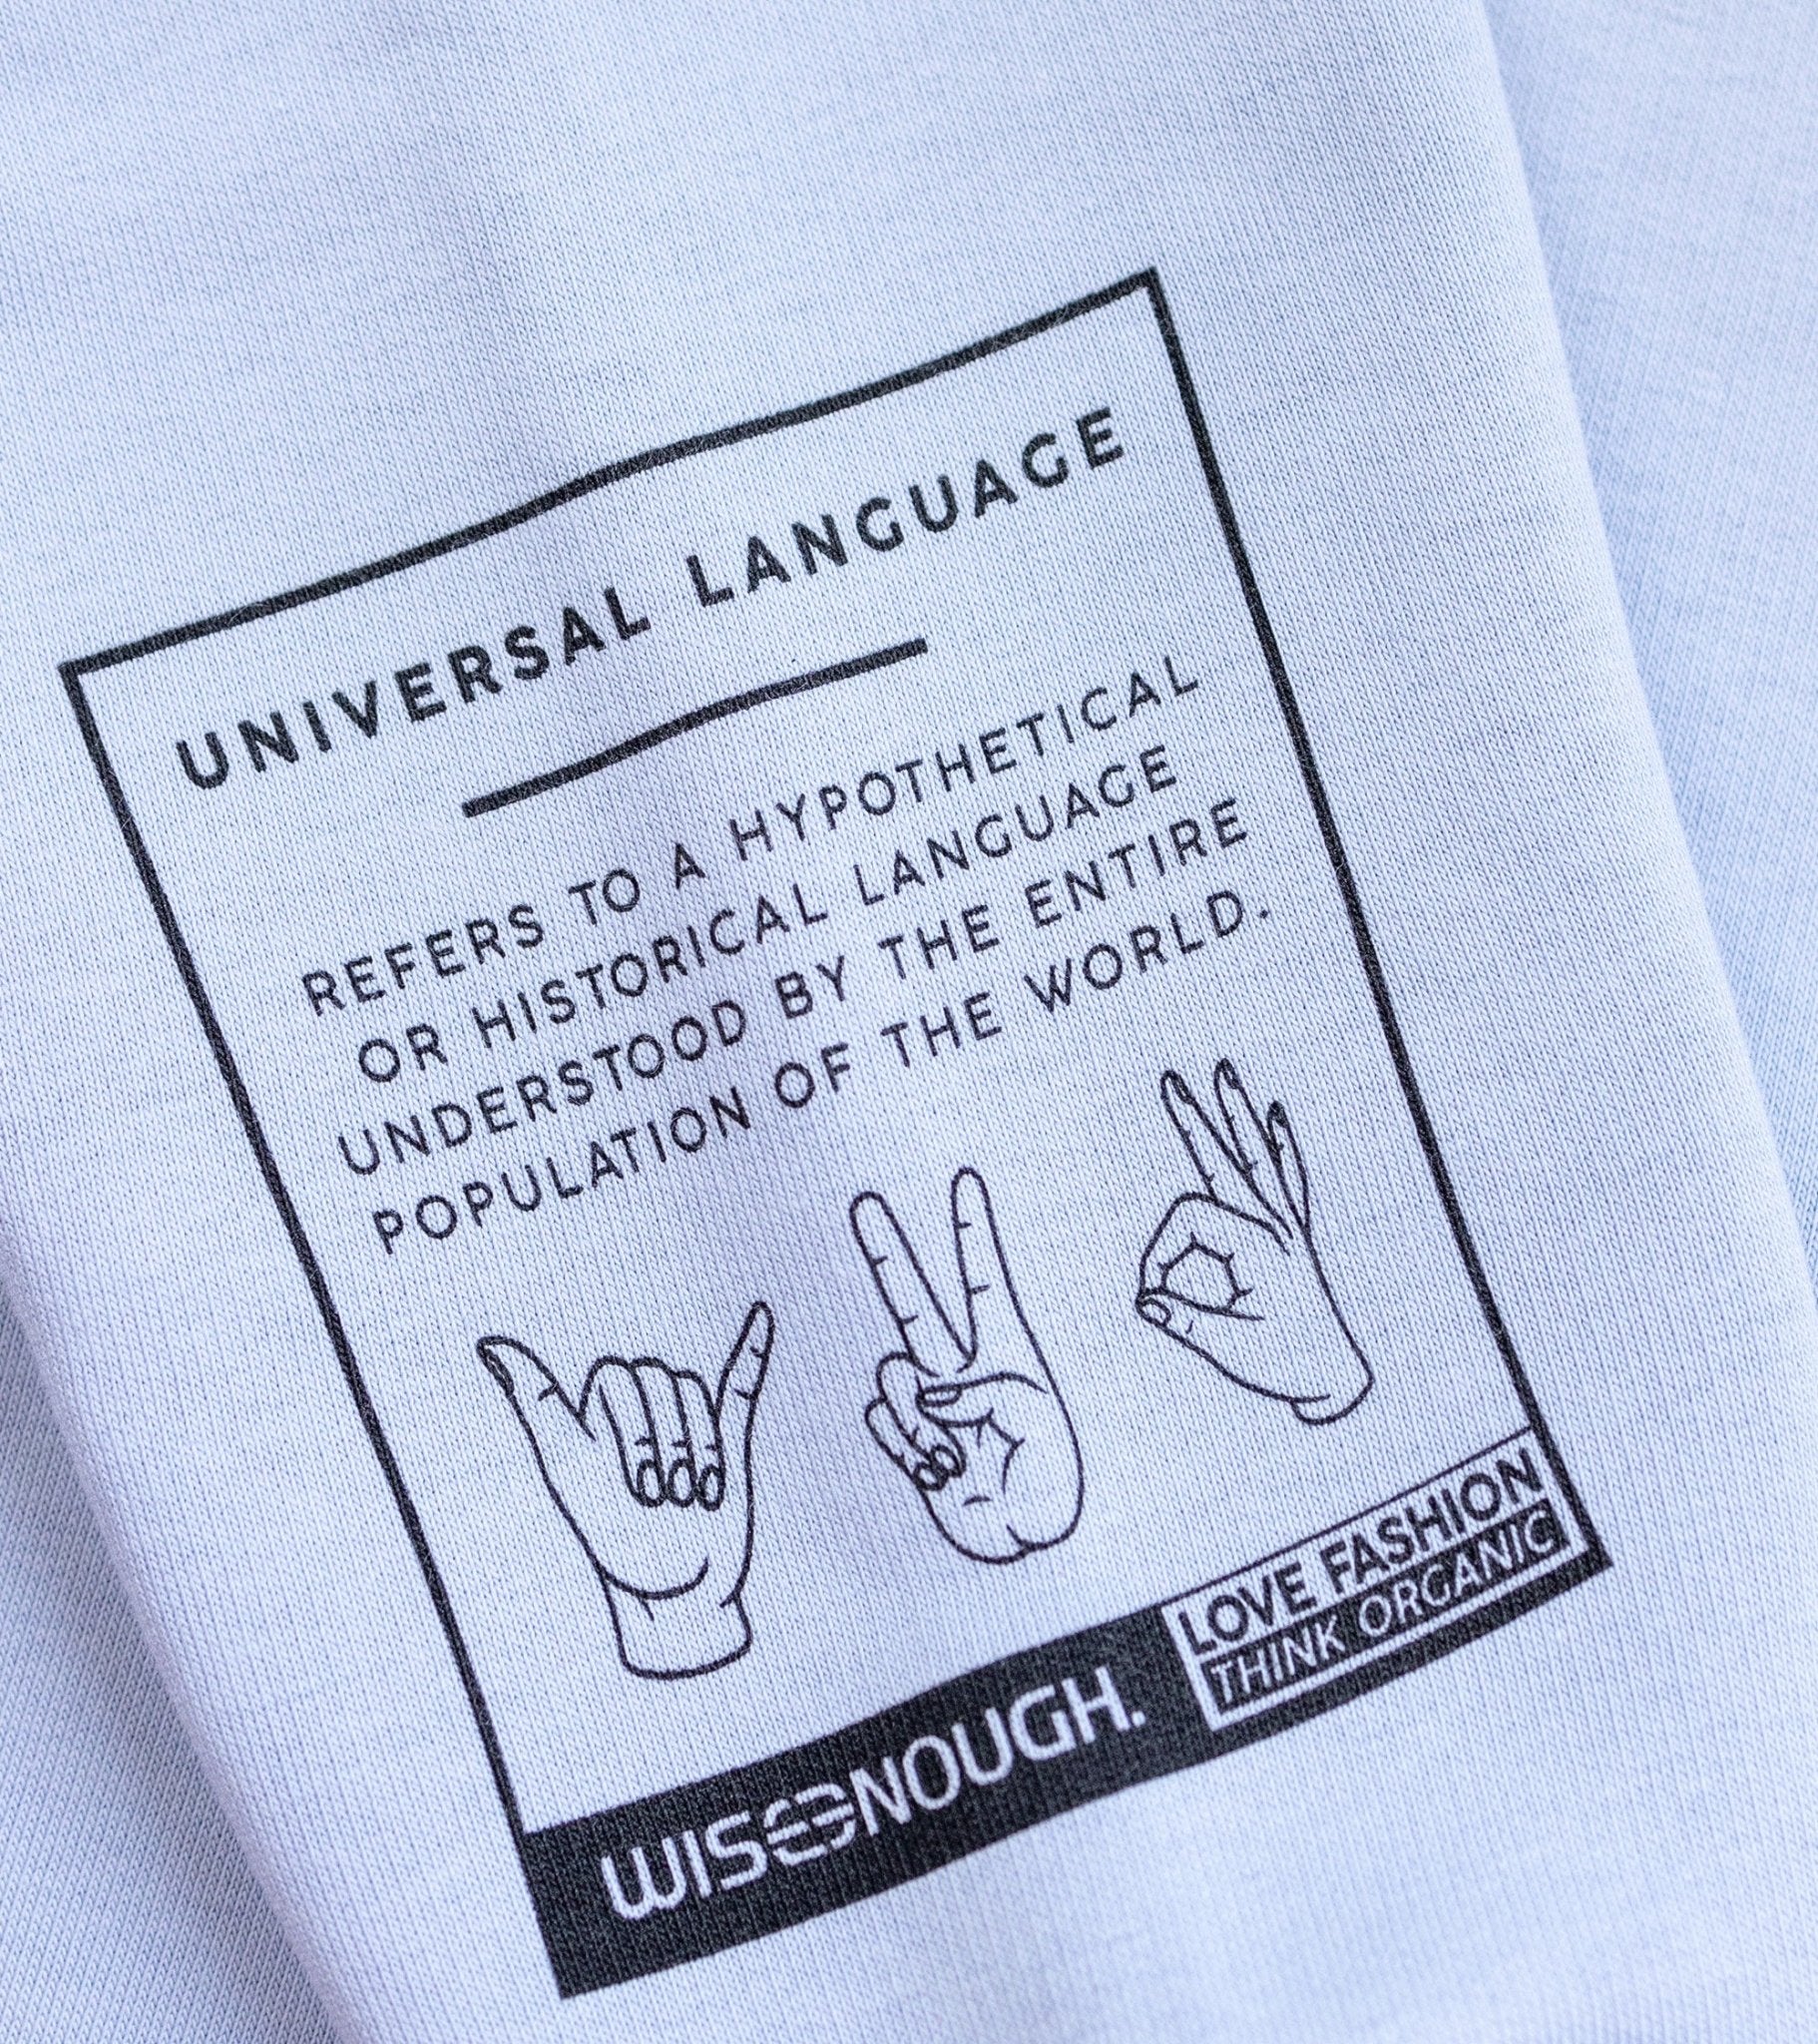 UNIVERSAL LANGUAGE
REFERS TO A HYPOTHETICAL
OR HISTORICAL LANGUAGE
UNDERSTOOD BY THE ENTIRE
POPULATION OF THE WORLD.
LOVE FASHION
THINK ORGANIC
WISEENOUGH.